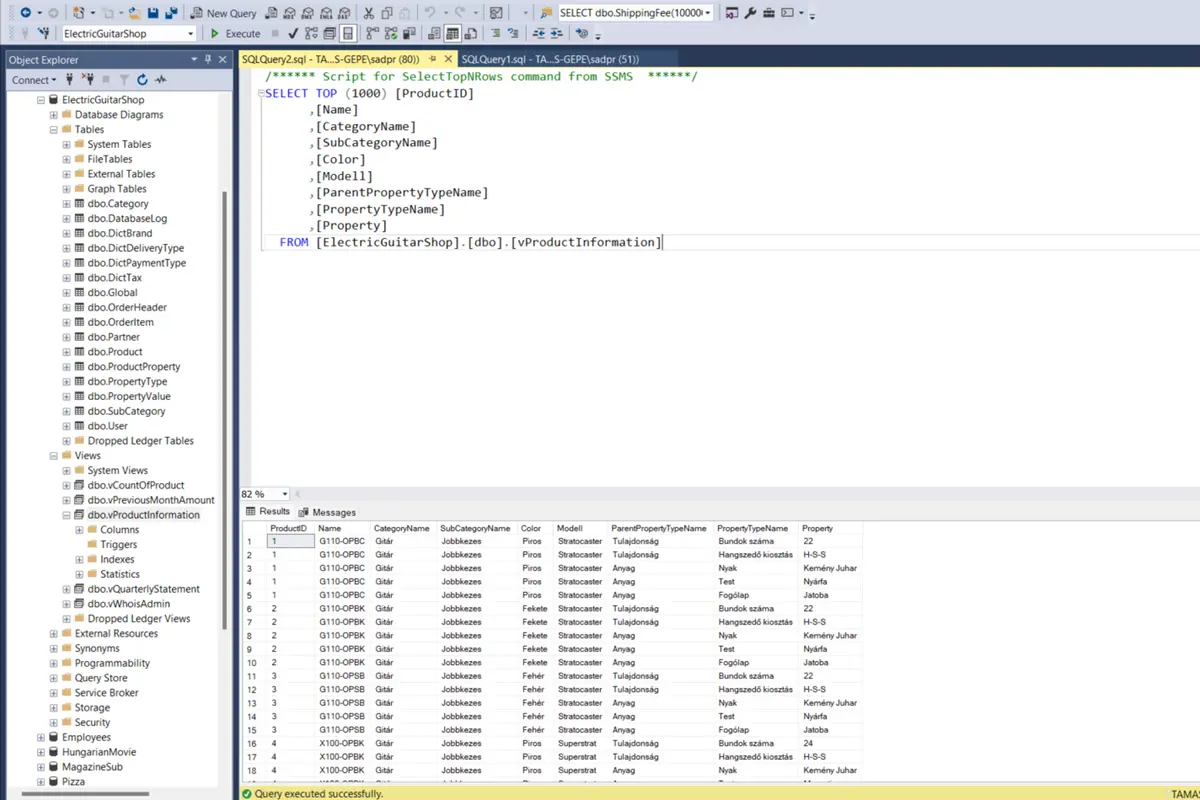 New Query
SELECT dbo.ShippingFee(10000
ElectricGuitarShop
Execute
Object Explorer
SQLQuery2.sql - TA...S-GEPE\sadpr (80))
SQLQuery1.sql - TA...S-GEPE\sadpr (51))
Connect
ElectricGuitarShop
Database Diagrams
Tables
System Tables
FileTables
External Tables
Graph Tables
dbo.Category
dbo.DatabaseLog
dbo.DictBrand
dbo.DictDeliveryType
dbo.DictPaymentType
dbo.DictTax
dbo.Global
dbo.OrderHeader
dbo.OrderItem
dbo.Partner
dbo.Product
dbo.ProductProperty
dbo.PropertyType
dbo.PropertyValue
dbo.SubCategory
dbo.User
Dropped Ledger Tables
Views
System Views
dbo.vCountOfProduct
dbo.vPreviousMonthAmount
dbo.vProductInformation
Columns
Triggers
Indexes
Statistics
dbo.vQuarterlyStatement
dbo.vWhoisAdmin
Dropped Ledger Views
External Resources
Synonyms
Programmability
Query Store
Service Broker
Storage
Security
Employees
HungarianMovie
MagazineSub
Pizza
/****** Script for SelectTopNRows command from SSMS ******/
SELECT TOP (1000) [ProductID]
,[Name]
,[CategoryName]
,[SubCategoryName]
,[Color]
,[Modell]
,[ParentPropertyTypeName]
,[PropertyTypeName]
,[Property]
FROM [ElectricGuitarShop].[dbo].[vProductInformation]
82 %
Results Messages
ProductID Name CategoryName SubCategoryName Color Modell ParentPropertyTypeName PropertyTypeName Property
1 1 G110-OPBC Gitár Jobbkezes Piros Stratocaster Tulajdonság Bundok száma 22
2 1 G110-OPBC Gitár Jobbkezes Piros Stratocaster Tulajdonság Hangszedő kiosztás H-S-S
3 1 G110-OPBC Gitár Jobbkezes Piros Stratocaster Anyag Nyak Kemény Juhar
4 1 G110-OPBC Gitár Jobbkezes Piros Stratocaster Anyag Test Nyárfa
5 1 G110-OPBC Gitár Jobbkezes Piros Stratocaster Anyag Fogólap Jatoba
6 2 G110-OPBK Gitár Jobbkezes Fekete Stratocaster Tulajdonság Bundok száma 22
7 2 G110-OPBK Gitár Jobbkezes Fekete Stratocaster Tulajdonság Hangszedő kiosztás H-S-S
8 2 G110-OPBK Gitár Jobbkezes Fekete Stratocaster Anyag Nyak Kemény Juhar
9 2 G110-OPBK Gitár Jobbkezes Fekete Stratocaster Anyag Test Nyárfa
10 2 G110-OPBK Gitár Jobbkezes Fekete Stratocaster Anyag Fogólap Jatoba
11 3 G110-OPSB Gitár Jobbkezes Fehér Stratocaster Tulajdonság Bundok száma 22
12 3 G110-OPSB Gitár Jobbkezes Fehér Stratocaster Tulajdonság Hangszedő kiosztás H-S-S
13 3 G110-OPSB Gitár Jobbkezes Fehér Stratocaster Anyag Nyak Kemény Juhar
14 3 G110-OPSB Gitár Jobbkezes Fehér Stratocaster Anyag Test Nyárfa
15 3 G110-OPSB Gitár Jobbkezes Fehér Stratocaster Anyag Fogólap Jatoba
16 4 X100-OPBK Gitár Jobbkezes Piros Superstrat Tulajdonság Bundok száma 24
17 4 X100-OPBK Gitár Jobbkezes Piros Superstrat Tulajdonság Hangszedő kiosztás H-S-S
18 4 X100-OPBK Gitár Jobbkezes Piros Superstrat Anyag Nyak Kemény Juhar
Query executed successfully.
TAMA